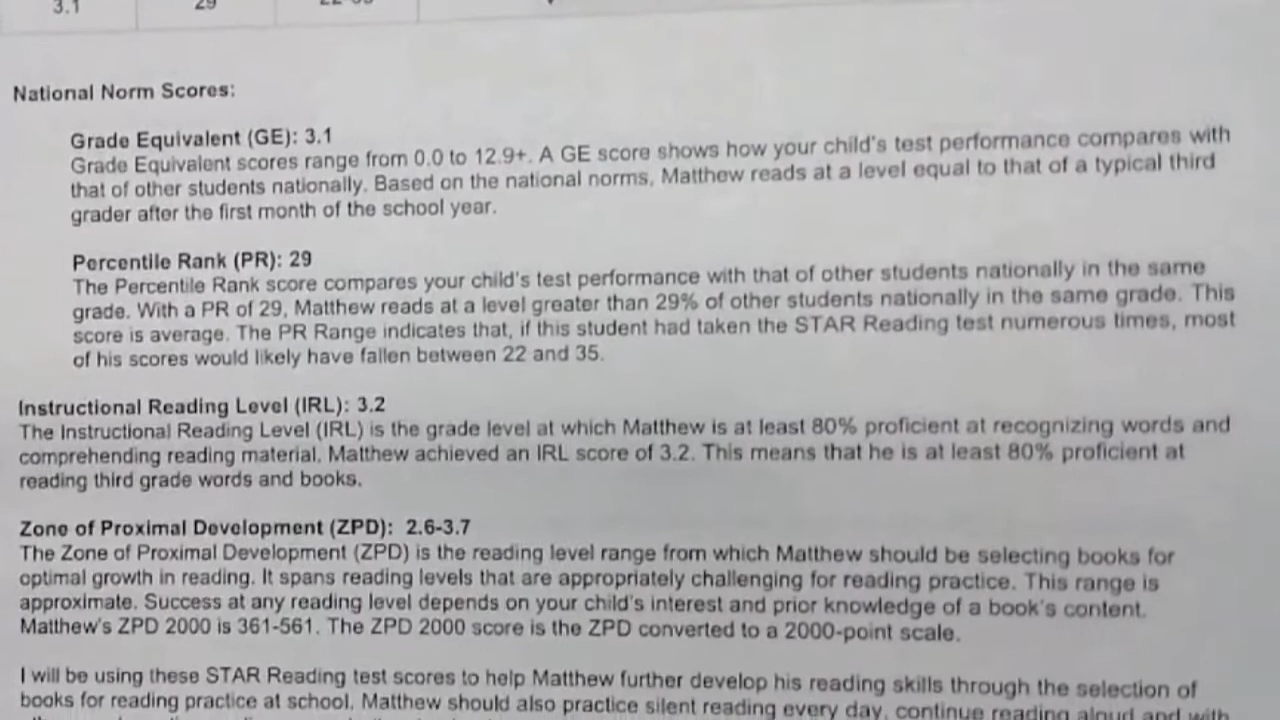 3.1 29
National Norm Scores:
Grade Equivalent (GE): 3.1
Grade Equivalent scores range from 0.0 to 12.9+. A GE score shows how your child's test performance compares with
that of other students nationally. Based on the national norms, Matthew reads at a level equal to that of a typical third
grader after the first month of the school year.
Percentile Rank (PR): 29
The Percentile Rank score compares your child's test performance with that of other students nationally in the same
grade. With a PR of 29, Matthew reads at a level greater than 29% of other students nationally in the same grade. This
score is average. The PR Range indicates that, if this student had taken the STAR Reading test numerous times, most
of his scores would likely have fallen between 22 and 35.
Instructional Reading Level (IRL): 3.2
The Instructional Reading Level (IRL) is the grade level at which Matthew is at least 80% proficient at recognizing words and
comprehending reading material. Matthew achieved an IRL score of 3.2. This means that he is at least 80% proficient at
reading third grade words and books.
Zone of Proximal Development (ZPD): 2.6-3.7
The Zone of Proximal Development (ZPD) is the reading level range from which Matthew should be selecting books for
optimal growth in reading. It spans reading levels that are appropriately challenging for reading practice. This range is
approximate. Success at any reading level depends on your child's interest and prior knowledge of a book's content.
Matthew's ZPD 2000 is 361-561. The ZPD 2000 score is the ZPD converted to a 2000-point scale.
I will be using these STAR Reading test scores to help Matthew further develop his reading skills through the selection of
books for reading practice at school. Matthew should also practice silent reading every day, continue reading aloud and with